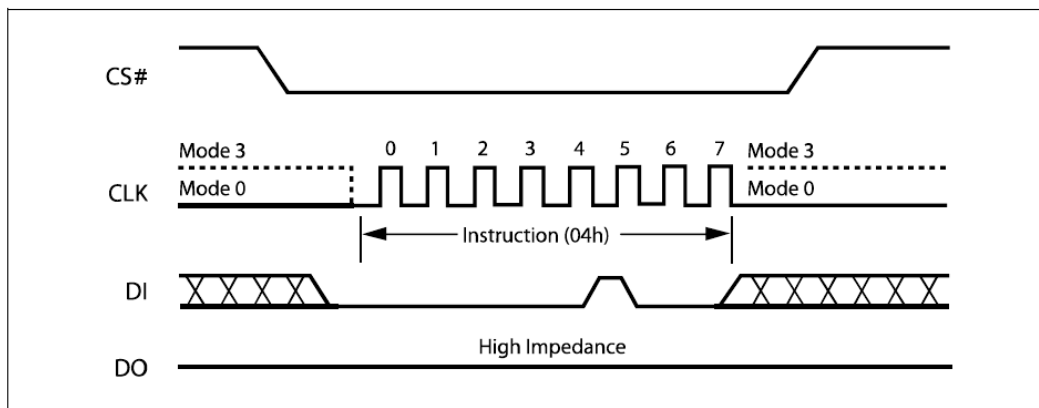 CS#
0 1 2 3 4 5 6 7
Mode 3 Mode 3
Mode 0 Mode 0
CLK
Instruction (04h)
DI
High Impedance
DO